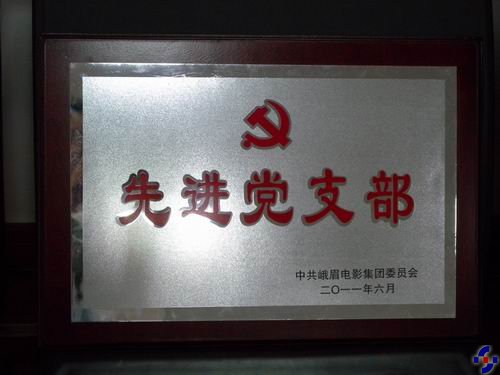 先进党支部
中共峨眉电影集团委员会
二〇一一年六月